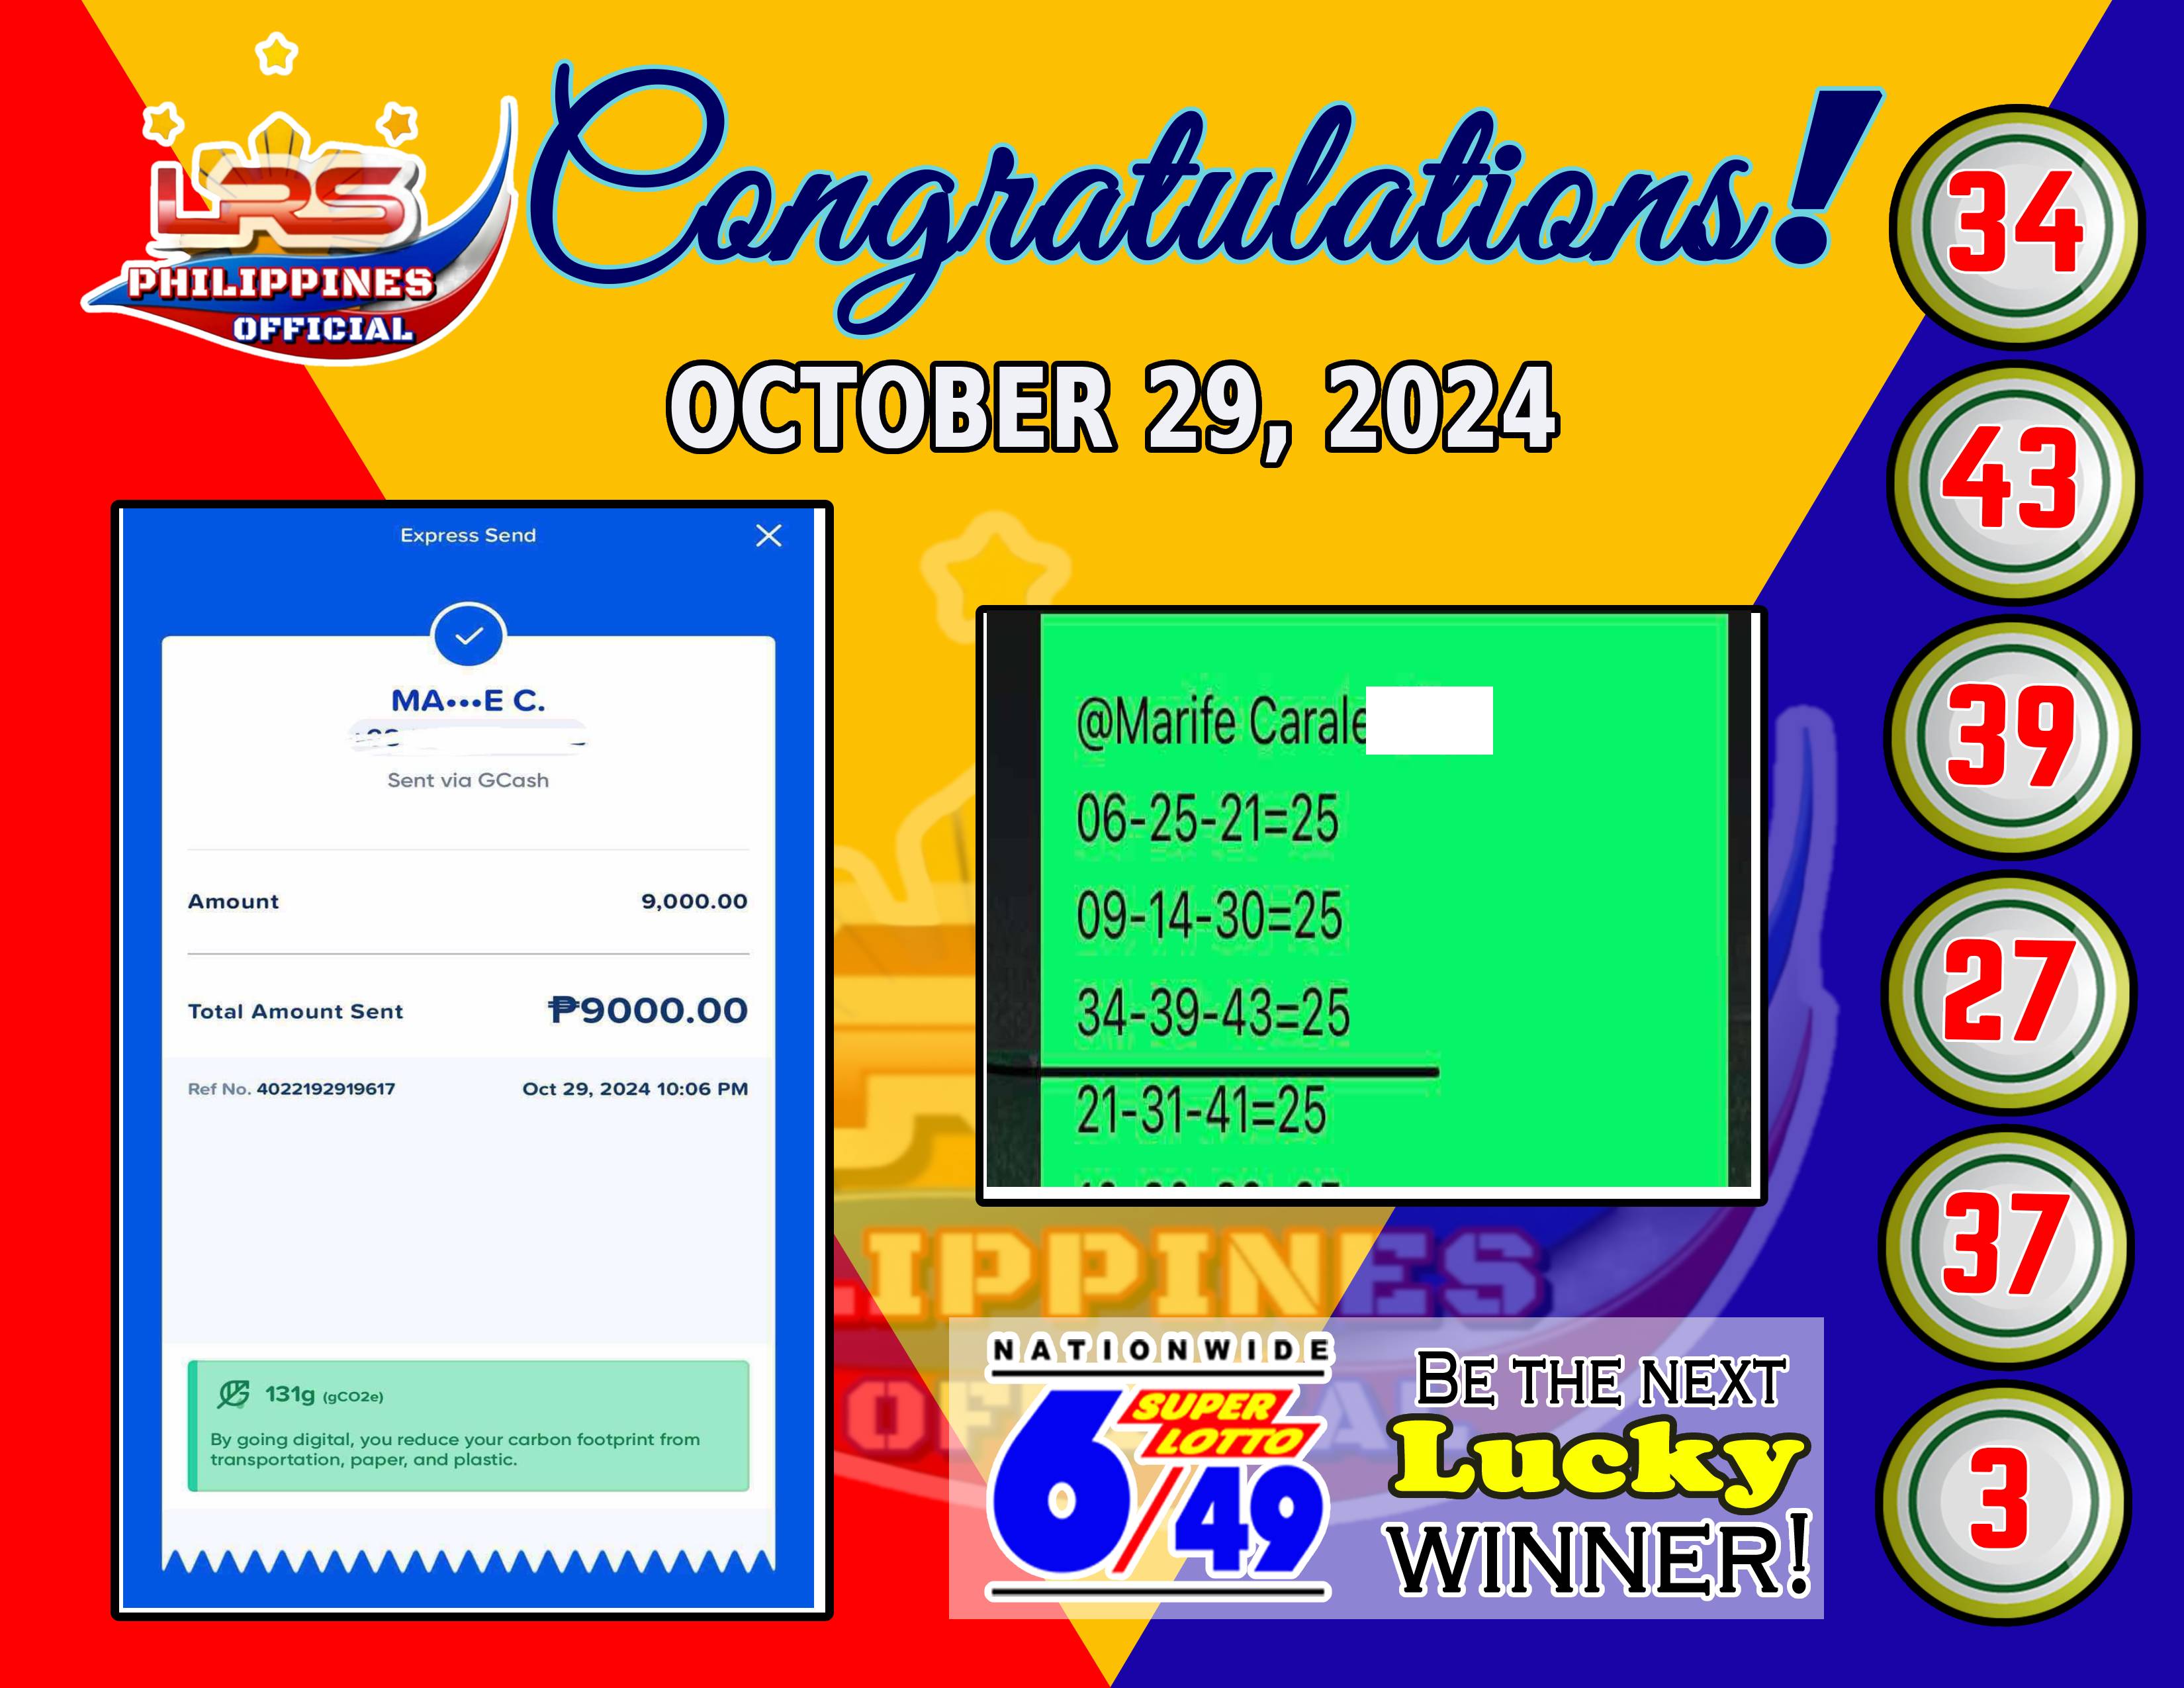 LRS
PHILIPPINES
OFFICIAL
Congratulations!
OCTOBER 29, 2024
Express Send
MA•••E C.
Sent via GCash
Amount 9,000.00
Total Amount Sent ₱9000.00
Ref No. 4022192919617 Oct 29, 2024 10:06 PM
131g (gCO2e)
By going digital, you reduce your carbon footprint from
transportation, paper, and plastic.
@Marife Carale
06-25-21=25
09-14-30=25
34-39-43=25
21-31-41=25
NATIONWIDE
6/49
SUPER
LOTTO
BE THE NEXT
Lucky
WINNER!
34
43
39
27
37
3